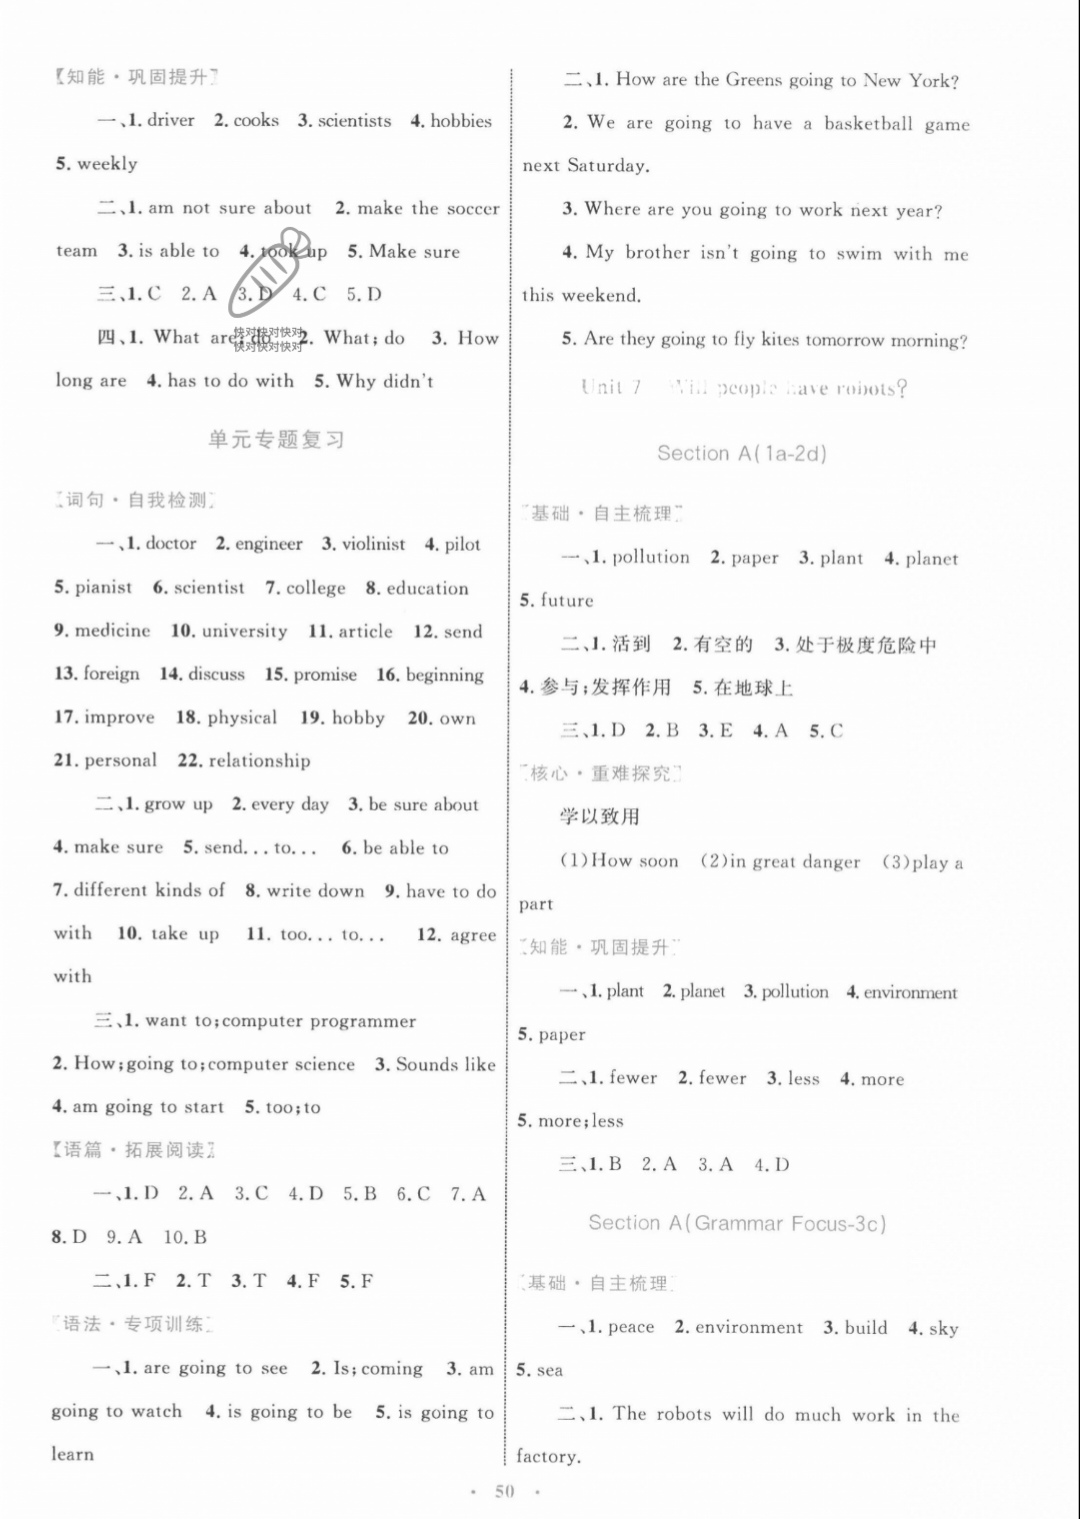 【知能·巩固提升】
一、1. driver 2. cooks 3. scientists 4. hobbies
5. weekly
二、1. am not sure about 2. make the soccer
team 3. is able to 4. took up 5. Make sure
三、1. C 2. A 3. D 4. C 5. D
四、1. What are; do 2. What; do 3. How
快对快对快对
快对快对快对
long are 4. has to do with 5. Why didn't
单元专题复习
【词句·自我检测】
一、1. doctor 2. engineer 3. violinist 4. pilot
5. pianist 6. scientist 7. college 8. education
9. medicine 10. university 11. article 12. send
13. foreign 14. discuss 15. promise 16. beginning
17. improve 18. physical 19. hobby 20. own
21. personal 22. relationship
二、1. grow up 2. every day 3. be sure about
4. make sure 5. send...to... 6. be able to
7. different kinds of 8. write down 9. have to do
with 10. take up 11. too...to... 12. agree
with
三、1. want to;computer programmer
2. How;going to;computer science 3. Sounds like
4. am going to start 5. too;to
【语篇·拓展阅读】
一、1. D 2. A 3. C 4. D 5. B 6. C 7. A
8. D 9. A 10. B
二、1. F 2. T 3. T 4. F 5. F
【语法·专项训练】
一、1. are going to see 2. Is; coming 3. am
going to watch 4. is going to be 5. is going to
learn
二、1. How are the Greens going to New York?
2. We are going to have a basketball game
next Saturday.
3. Where are you going to work next year?
4. My brother isn't going to swim with me
this weekend.
5. Are they going to fly kites tomorrow morning?
Unit 7 Will people have robots?
Section A(1a-2d)
【基础·自主梳理】
一、1. pollution 2. paper 3. plant 4. planet
5. future
二、1. 活到 2. 有空的 3. 处于极度危险中
4. 参与;发挥作用 5. 在地球上
三、1. D 2. B 3. E 4. A 5. C
【核心·重难探究】
学以致用
(1)How soon (2)in great danger (3)play a
part
【知能·巩固提升】
一、1. plant 2. planet 3. pollution 4. environment
5. paper
二、1. fewer 2. fewer 3. less 4. more
5. more;less
三、1. B 2. A 3. A 4. D
Section A(Grammar Focus-3c)
【基础·自主梳理】
一、1. peace 2. environment 3. build 4. sky
5. sea
二、1. The robots will do much work in the
factory.
· 50 ·